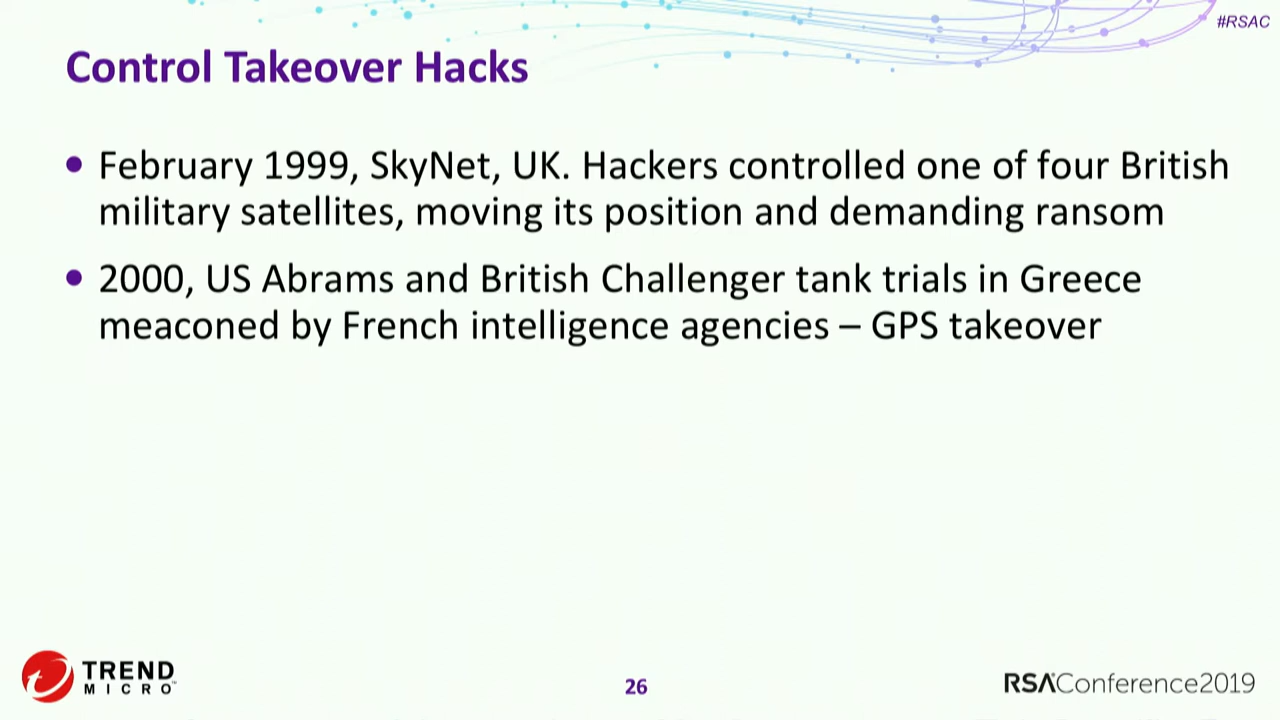 #RSAC
Control Takeover Hacks
• February 1999, SkyNet, UK. Hackers controlled one of four British
military satellites, moving its position and demanding ransom
• 2000, US Abrams and British Challenger tank trials in Greece
meaconed by French intelligence agencies – GPS takeover
TREND
MICRO™
26
RSAConference2019